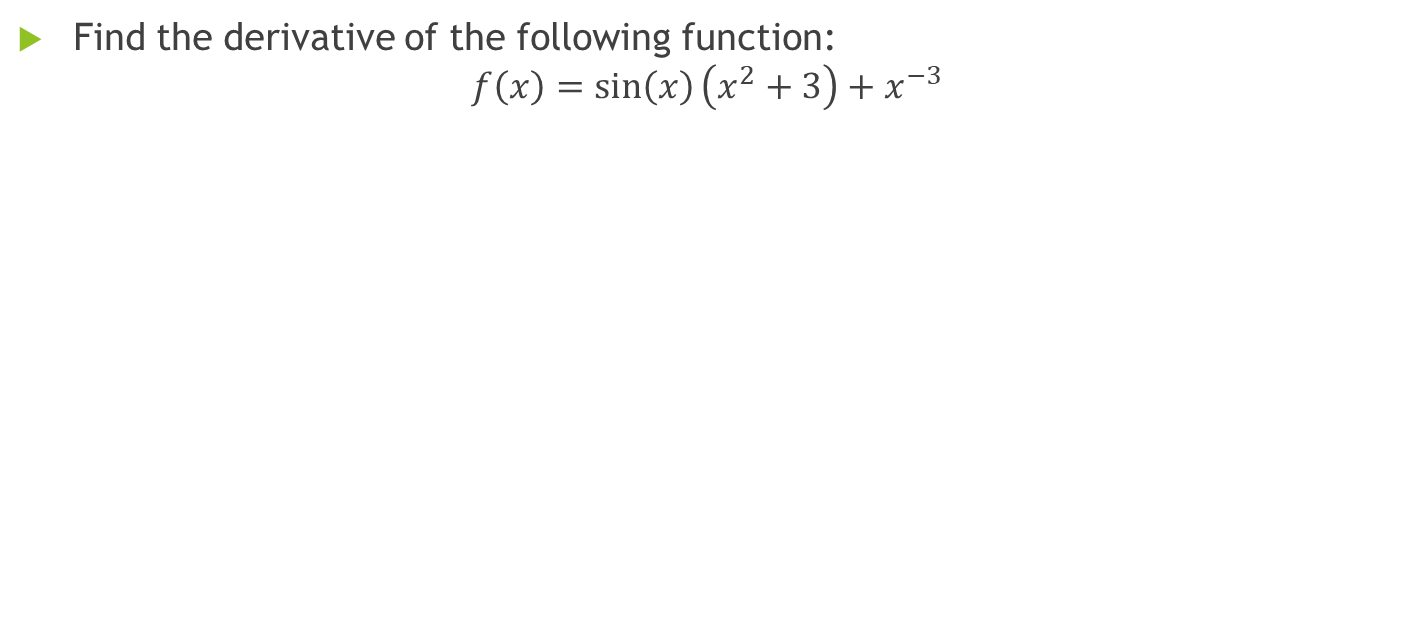 Find the derivative of the following function:
f(x) = sin(x)(x² + 3) + x⁻³